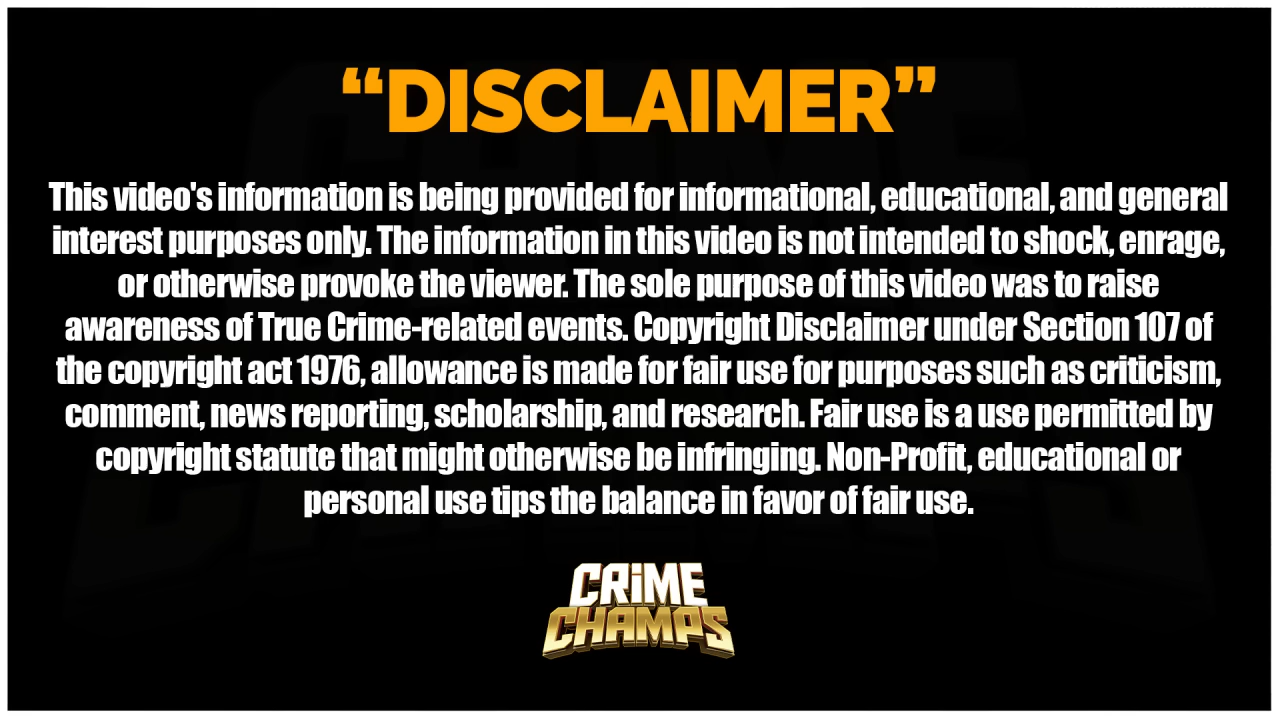 “DISCLAIMER”
This video's information is being provided for informational, educational, and general
interest purposes only. The information in this video is not intended to shock, enrage,
or otherwise provoke the viewer. The sole purpose of this video was to raise
awareness of True Crime-related events. Copyright Disclaimer under Section 107 of
the copyright act 1976, allowance is made for fair use for purposes such as criticism,
comment, news reporting, scholarship, and research. Fair use is a use permitted by
copyright statute that might otherwise be infringing. Non-Profit, educational or
personal use tips the balance in favor of fair use.
CRiME
CHAMPS